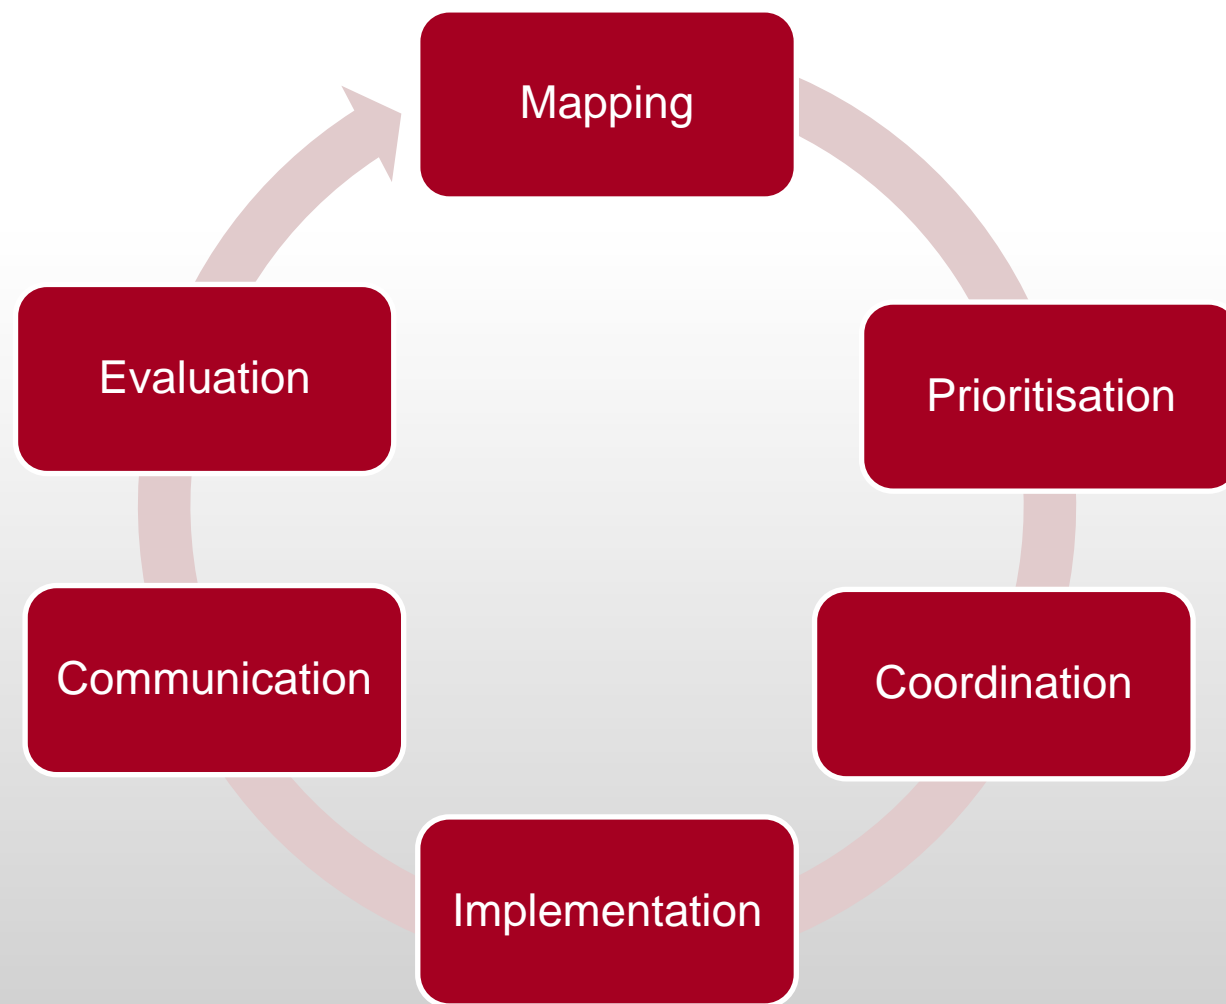 Mapping
Prioritisation
Coordination
Implementation
Communication
Evaluation